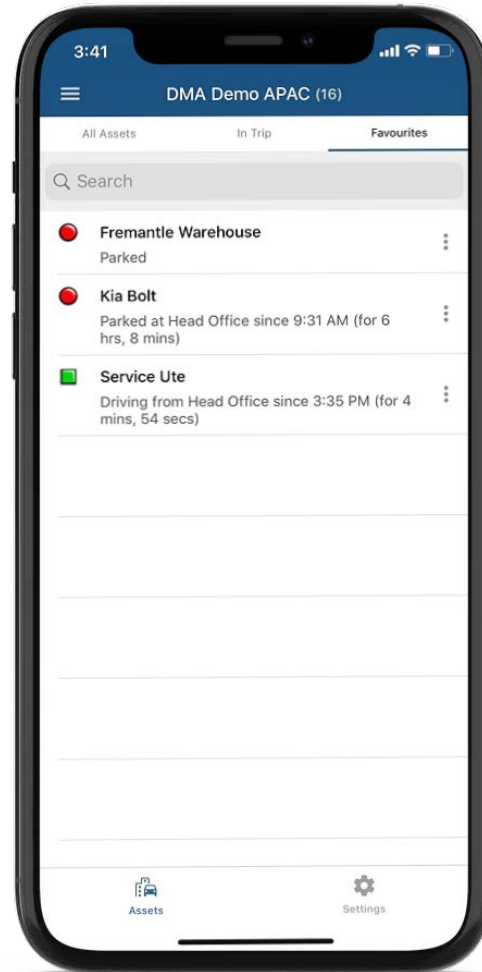 3:41
DMA Demo APAC (16)
All Assets In Trip Favourites
Search
Fremantle Warehouse
Parked
Kia Bolt
Parked at Head Office since 9:31 AM (for 6
hrs, 8 mins)
Service Ute
Driving from Head Office since 3:35 PM (for 4
mins, 54 secs)
Assets Settings